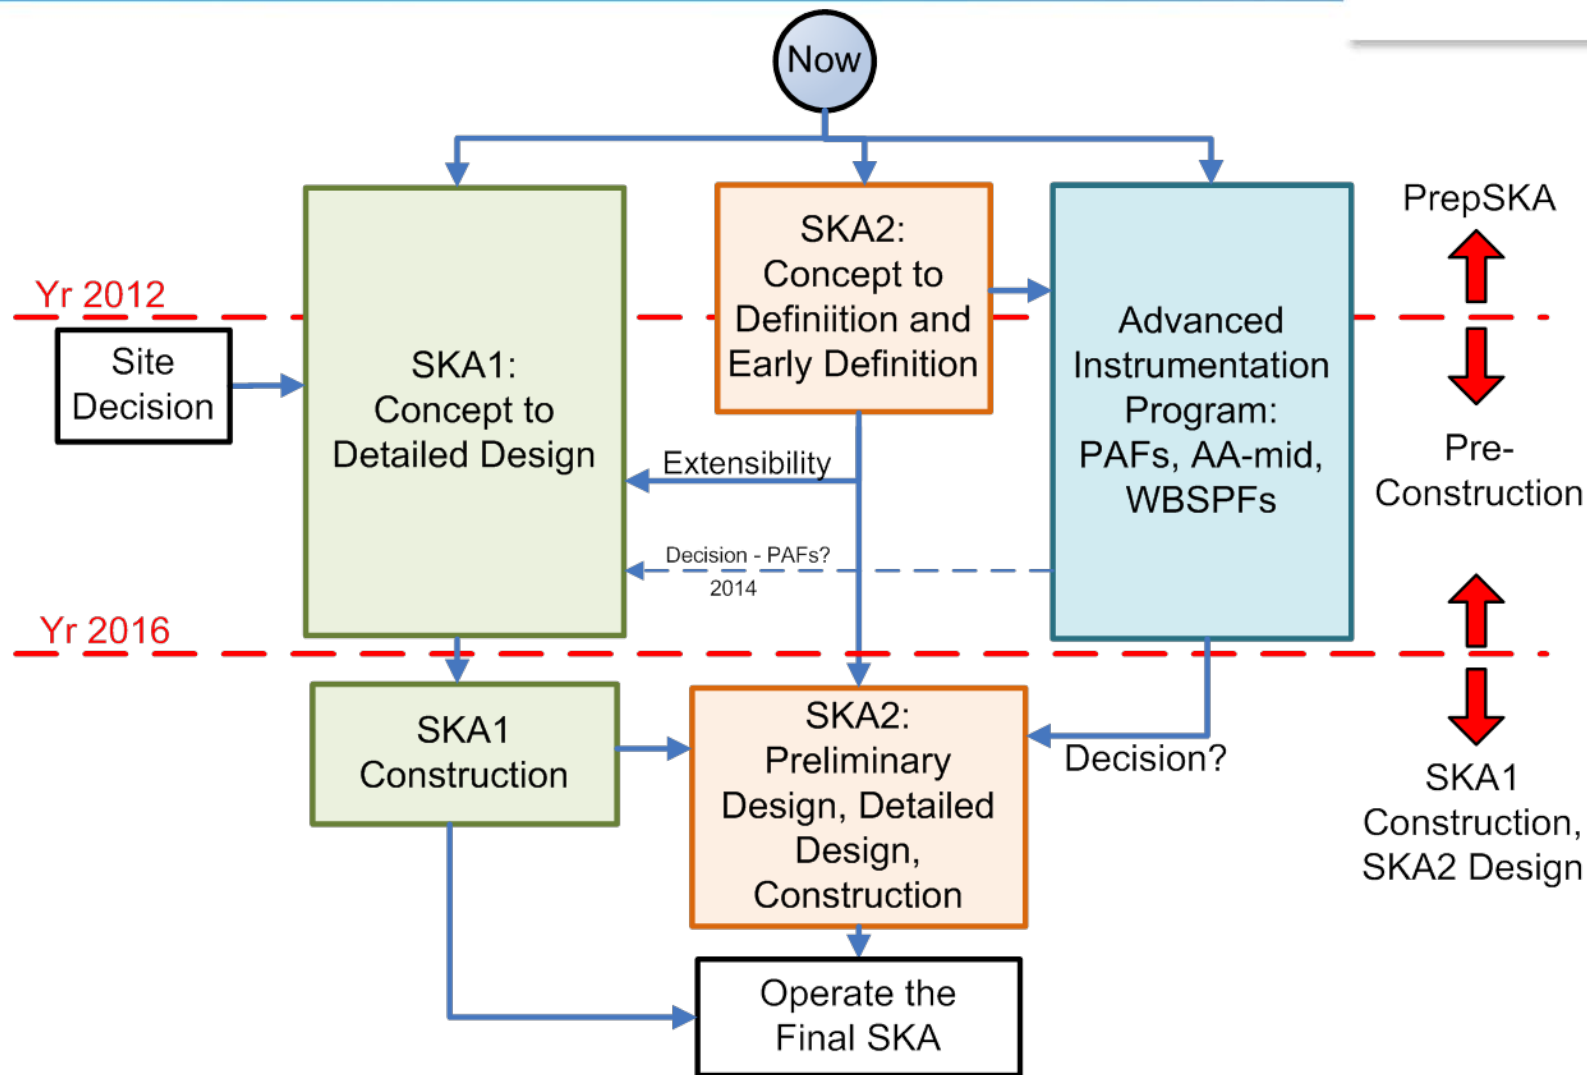 Now
PrepSKA
Yr 2012
Site
Decision
SKA1:
Concept to
Detailed Design
SKA2:
Concept to
Definiition and
Early Definition
Advanced
Instrumentation
Program:
PAFs, AA-mid,
WBSPFs
Pre-
Construction
Extensibility
Decision - PAFs?
2014
Yr 2016
SKA1
Construction
SKA2:
Preliminary
Design, Detailed
Design,
Construction
Decision?
SKA1
Construction,
SKA2 Design
Operate the
Final SKA